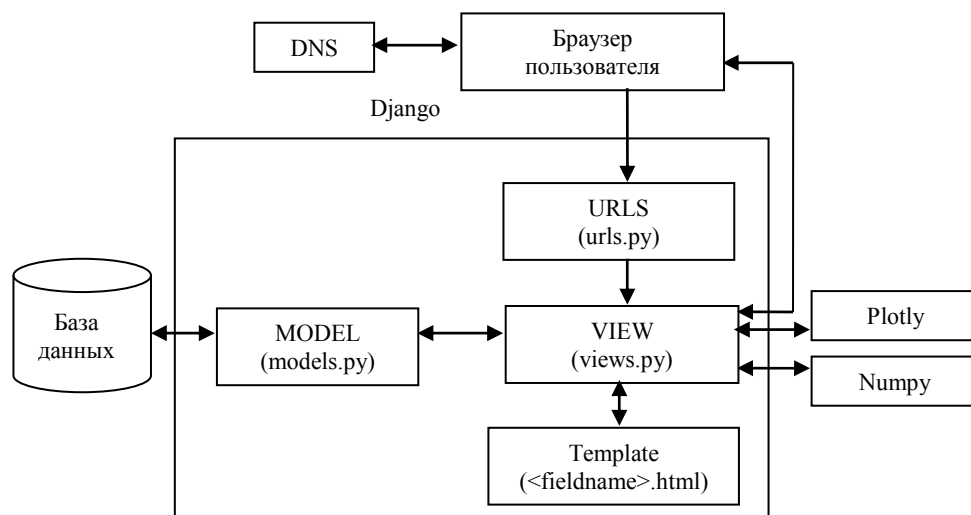 DNS
Браузер
пользователя
Django
URLS
(urls.py)
База
данных
MODEL
(models.py)
VIEW
(views.py)
Plotly
Numpy
Template
(<fieldname>.html)